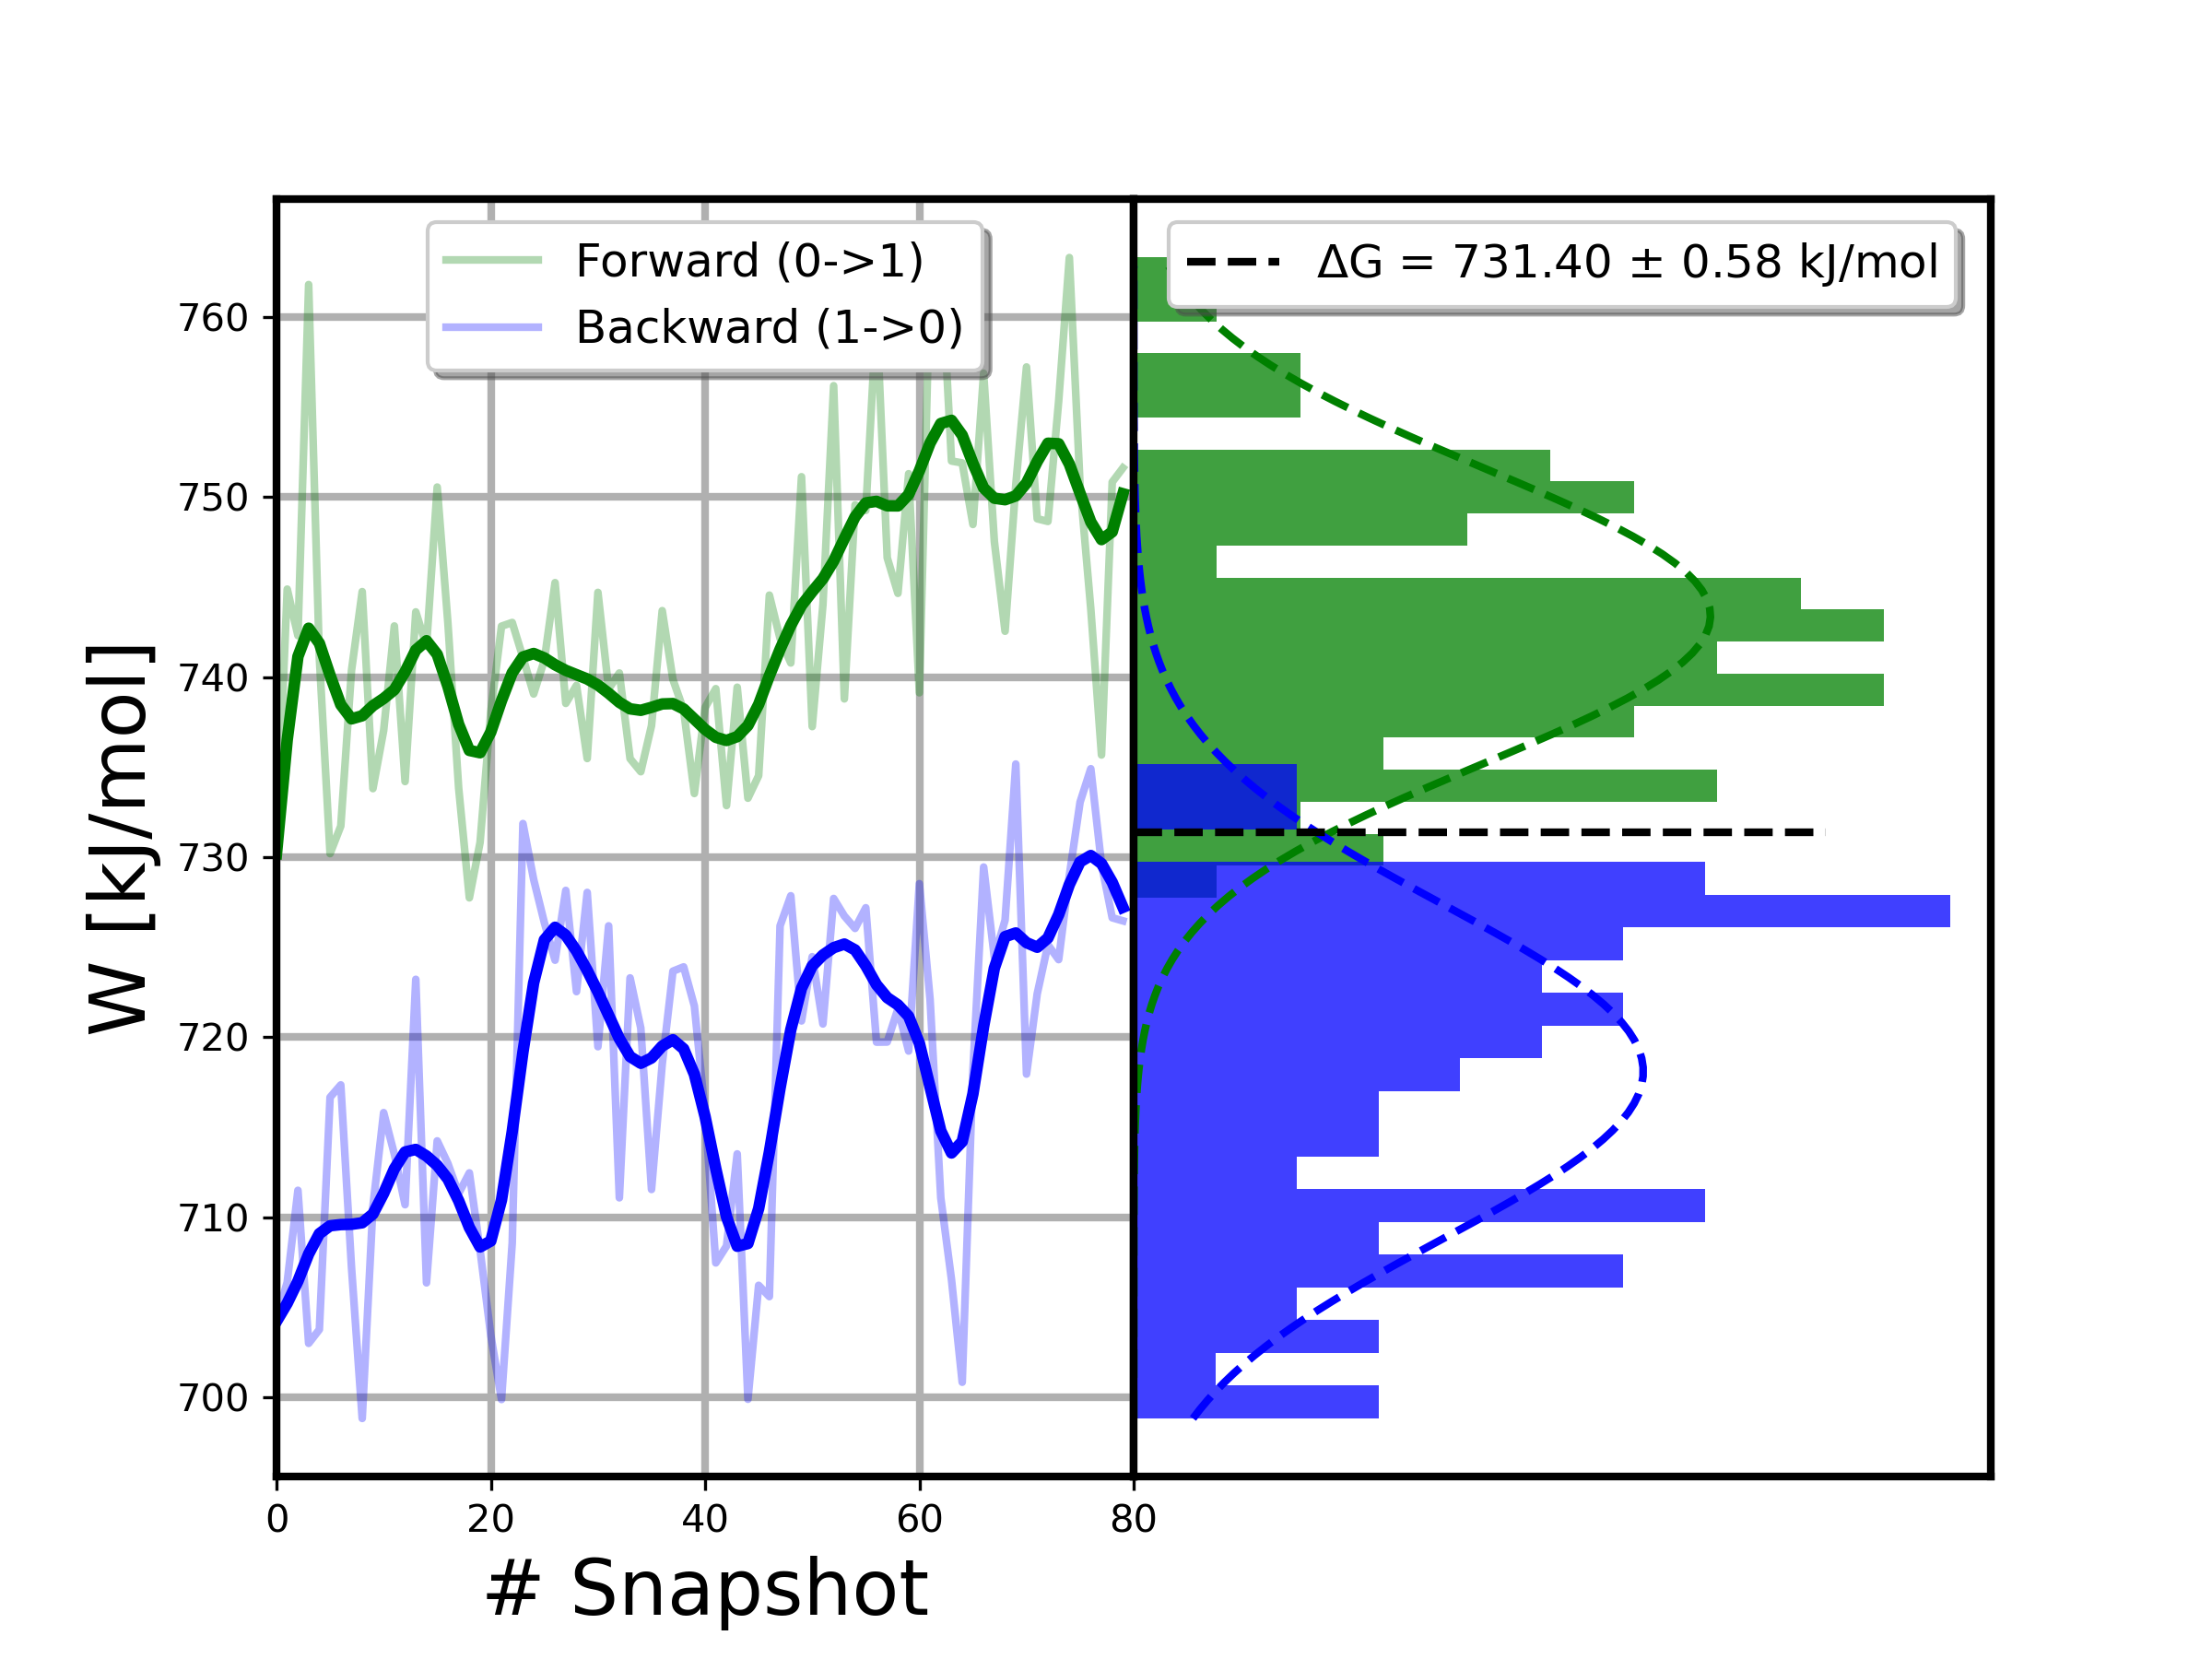 Forward (0->1)
Backward (1->0)
ΔG = 731.40 ± 0.58 kJ/mol
W [kJ/mol]
760
750
740
730
720
710
700
0 20 40 60 80
# Snapshot